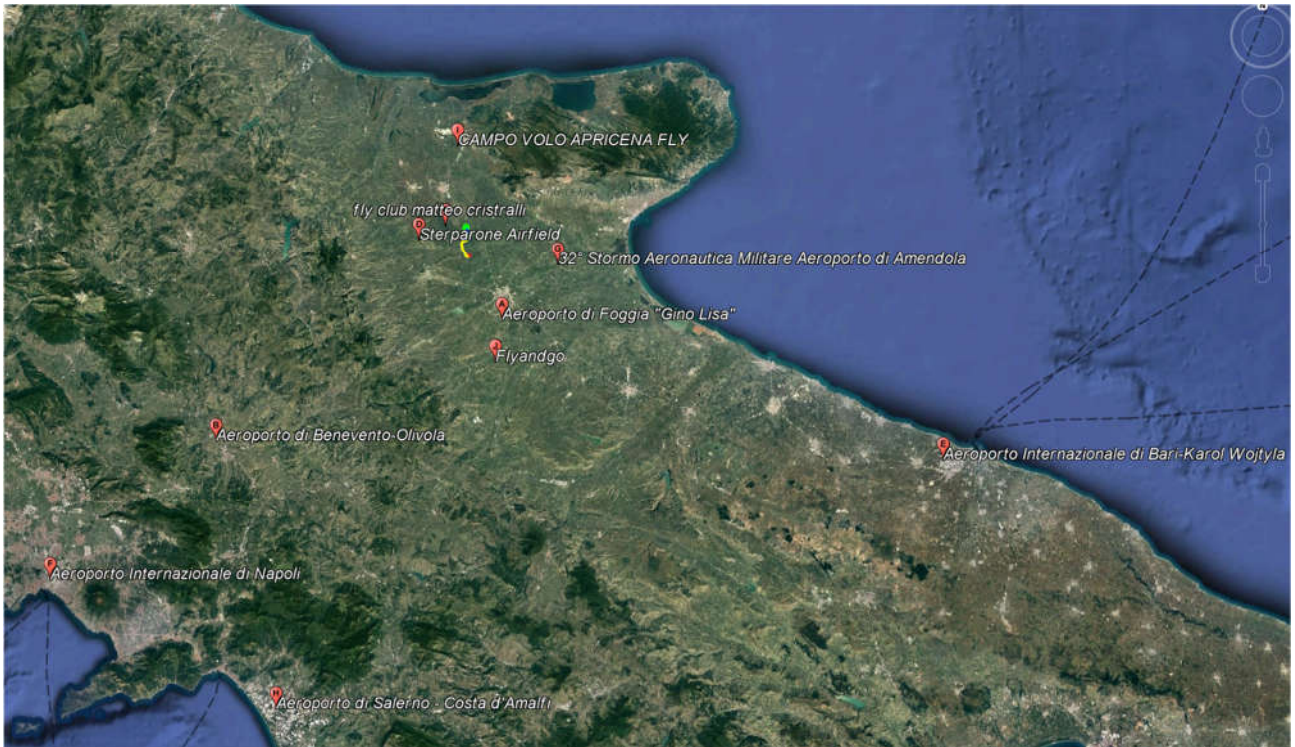 CAMPO VOLO APRICENA FLY
fly club matteo cristralli
Sterparone Airfield
32° Stormo Aeronautica Militare Aeroporto di Amendola
Aeroporto di Foggia "Gino Lisa"
Flyandgo
Aeroporto di Benevento-Olivola
Aeroporto Internazionale di Bari-Karol Wojtyla
Aeroporto Internazionale di Napoli
Aeroporto di Salerno - Costa d'Amalfi